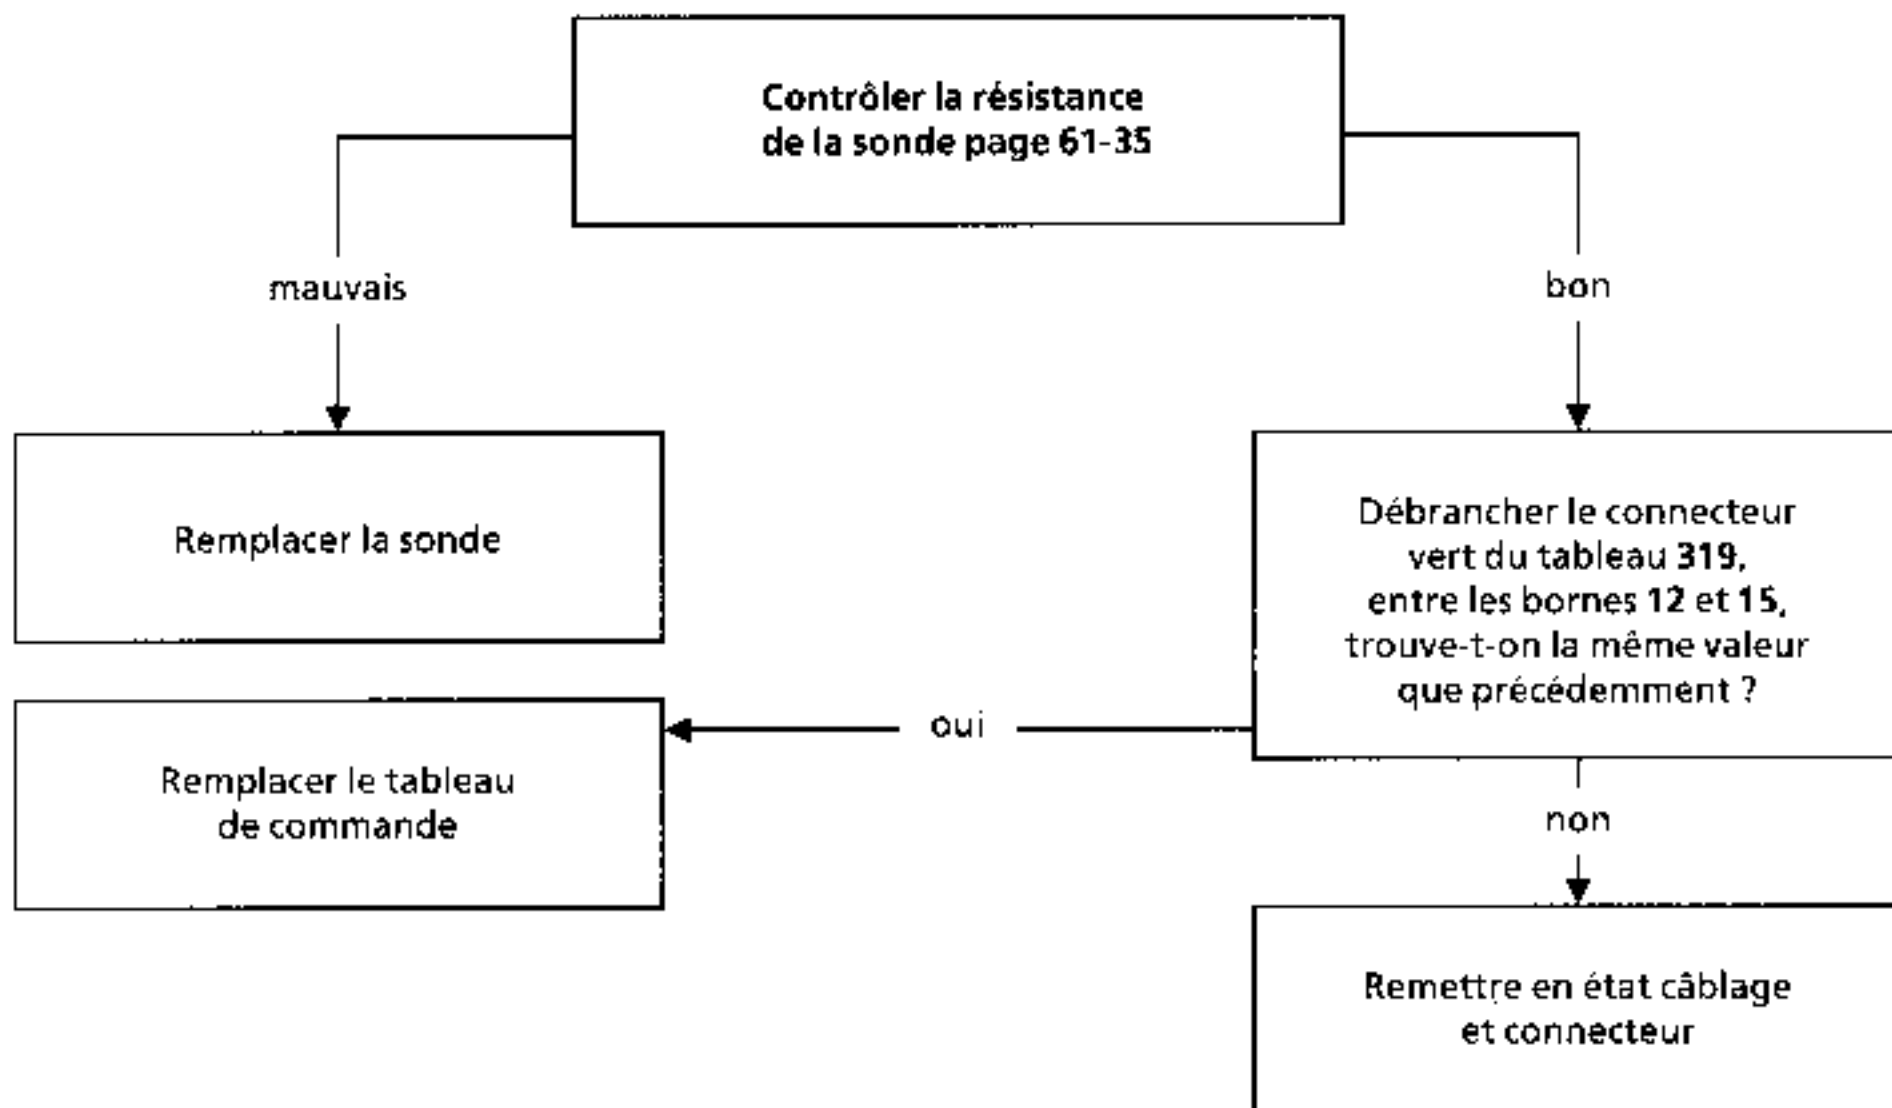 Contrôler la résistance
de la sonde page 61-35
mauvais
bon
Remplacer la sonde
Débrancher le connecteur
vert du tableau 319,
entre les bornes 12 et 15,
trouve-t-on la même valeur
que précédemment ?
oui
Remplacer le tableau
de commande
non
Remettre en état câblage
et connecteur